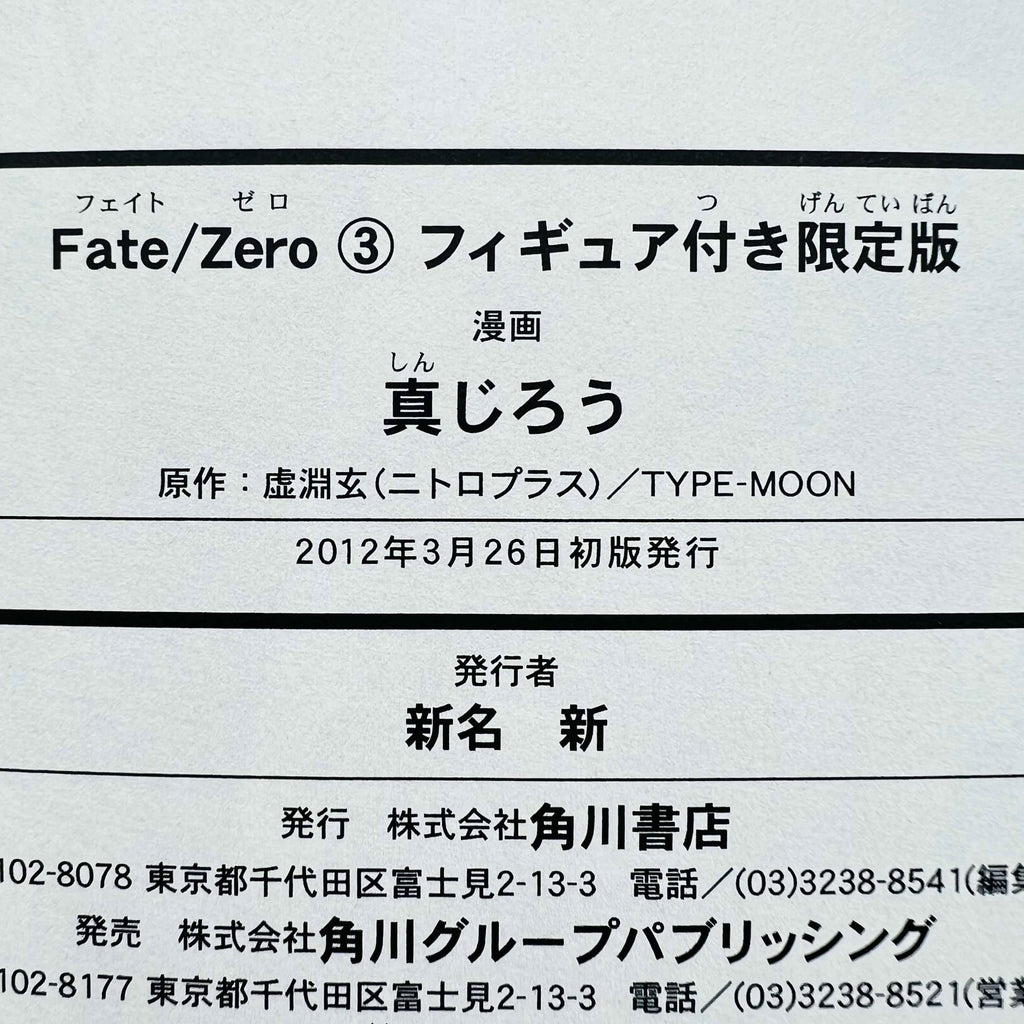 フェイト ゼロ つ げんていばん
Fate/Zero ③ フィギュア付き限定版
漫画
しん
真じろう
原作：虚淵玄（ニトロプラス）／TYPE-MOON
2012年3月26日初版発行
発行者
新名　新
発行　株式会社角川書店
102-8078 東京都千代田区富士見2-13-3　電話／(03)3238-8541(編集
発売　株式会社角川グループパブリッシング
102-8177 東京都千代田区富士見2-13-3　電話／(03)3238-8521(営業